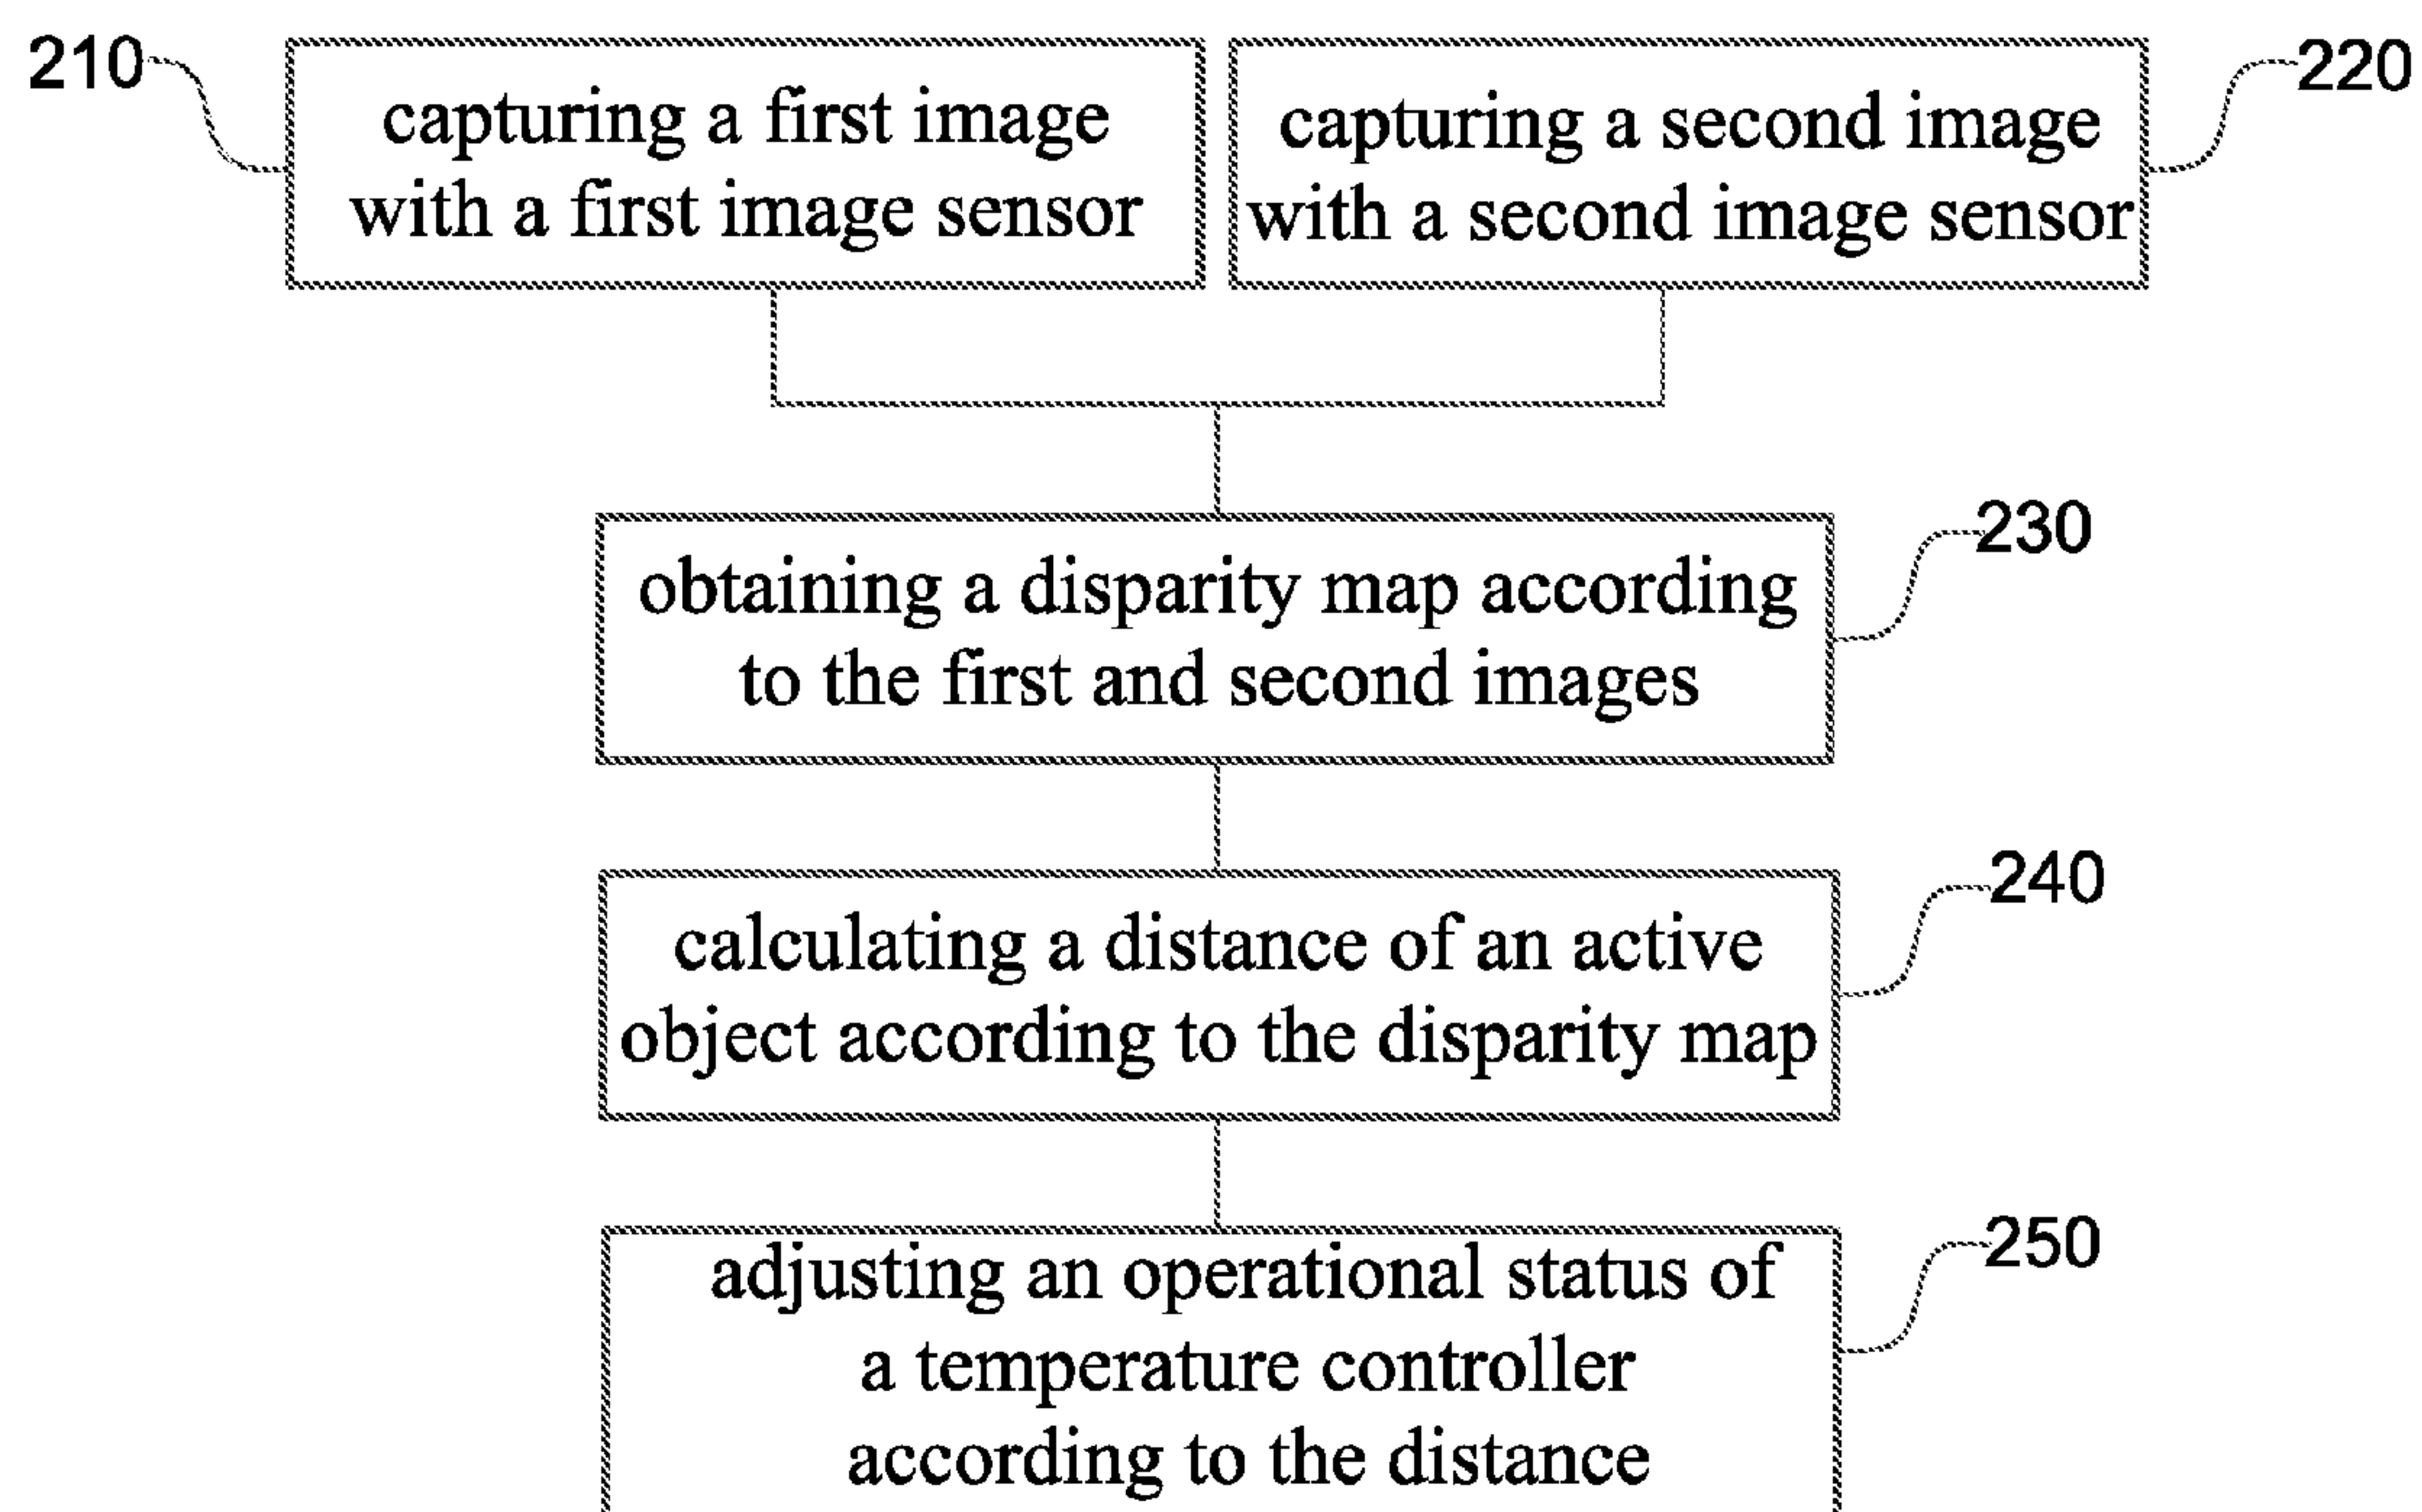 210
capturing a first image
with a first image sensor
capturing a second image
with a second image sensor
220
obtaining a disparity map according
to the first and second images
230
calculating a distance of an active
object according to the disparity map
240
adjusting an operational status of
a temperature controller
according to the distance
250